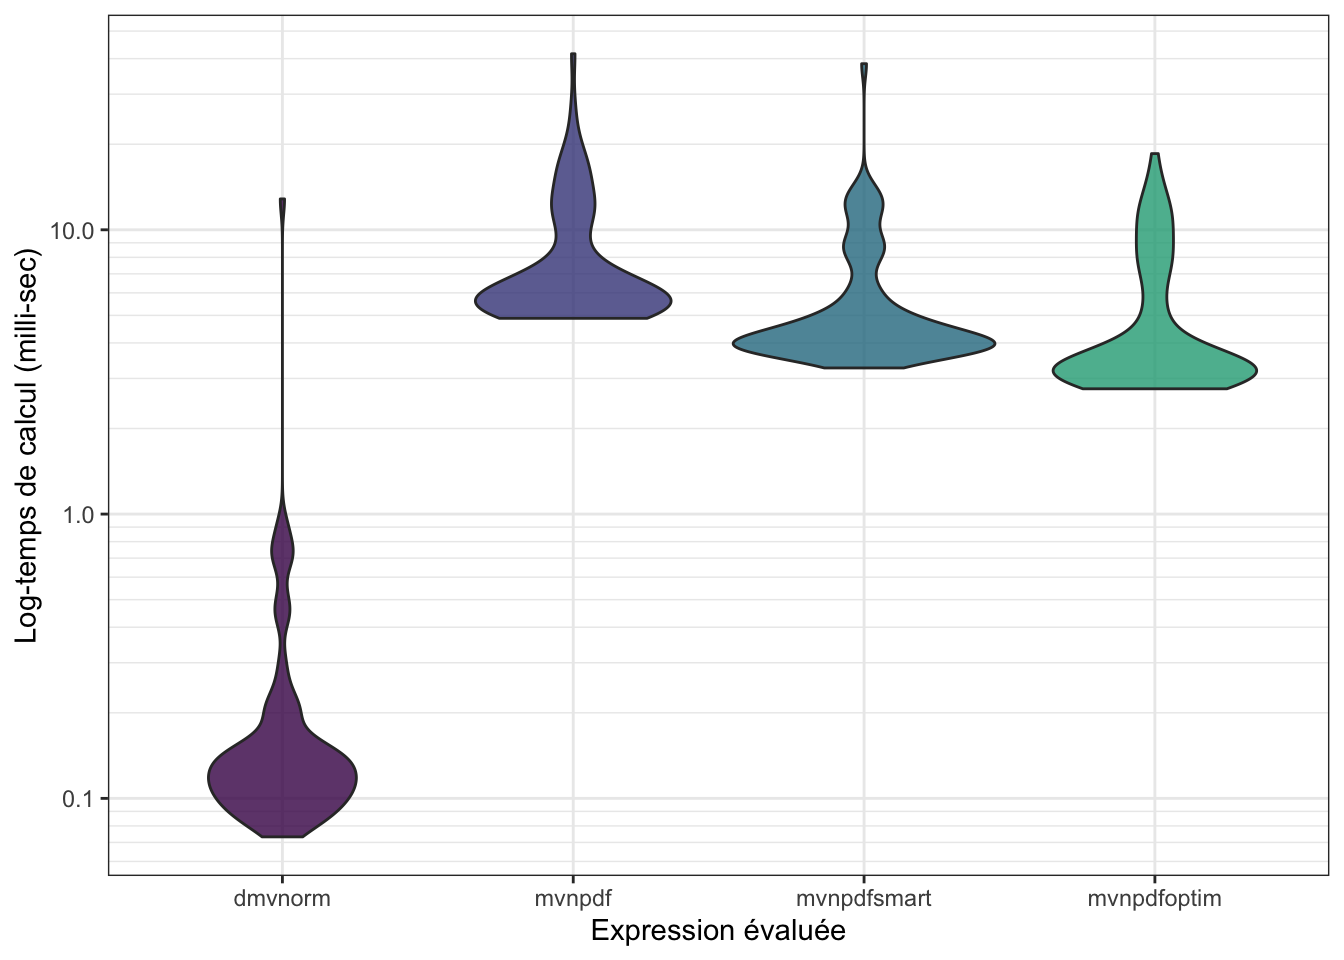 Log-temps de calcul (milli-sec)
10.0
1.0
0.1
dmvnorm mvnpdf mvnpdfsmart mvnpdfoptim
Expression évaluée